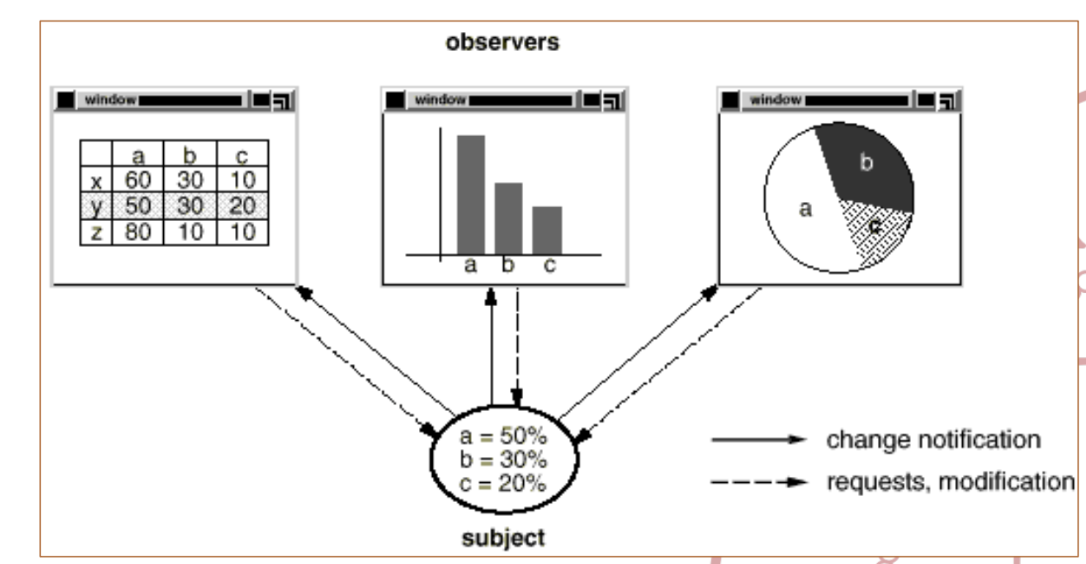 observers
window
window
window
a b c
x 60 30 10
y 50 30 20
z 80 10 10
a b c
a
b
c
a = 50%
b = 30%
c = 20%
subject
change notification
requests, modification